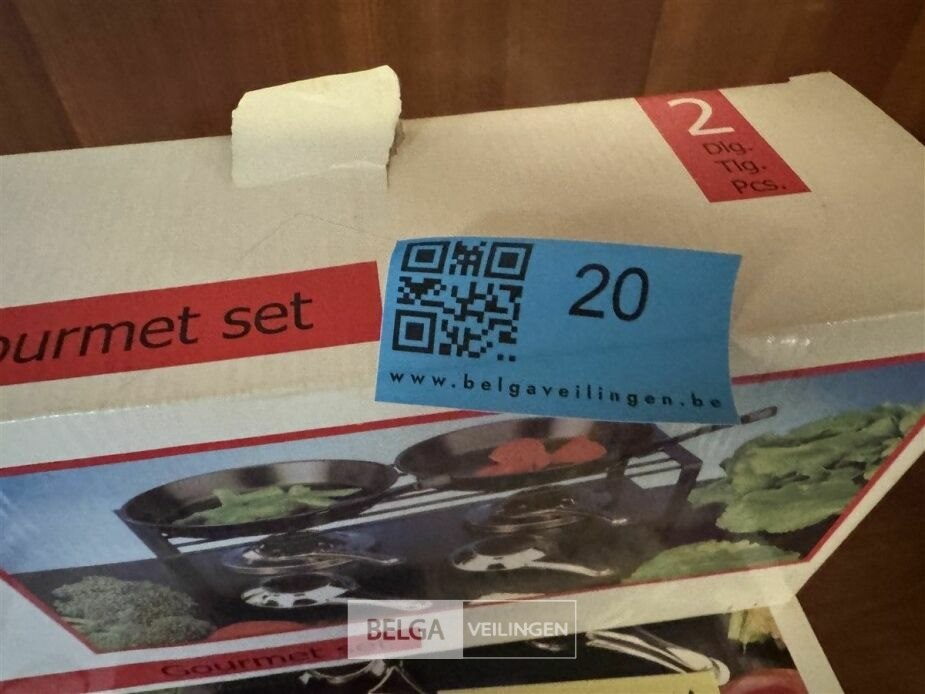 2
Dlg.
Tlg.
Pcs.
20
www.belgaveilingen.be
ourmet set
Gourmet
BELGA VEILINGEN